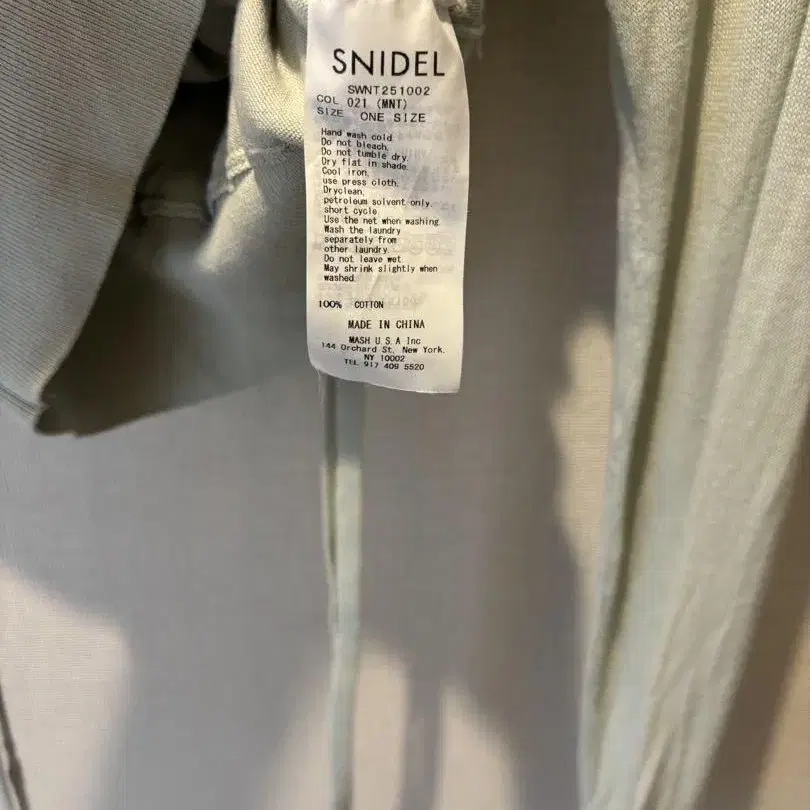 SNIDEL
SWNT251002
COL 021 (MNT)
SIZE ONE SIZE
Hand wash cold.
Do not bleach.
Do not tumble dry.
Dry flat in shade.
Cool iron,
use press cloth.
Dryclean,
petroleum solvent only.
short cycle
Use the net when washing.
Wash the laundry
separately from
other laundry.
Do not leave wet.
May shrink slightly when
washed.
100% COTTON
MADE IN CHINA
MASH U S A Inc
144 Orchard St, New York.
NY 10002
TEL 917 409 5520